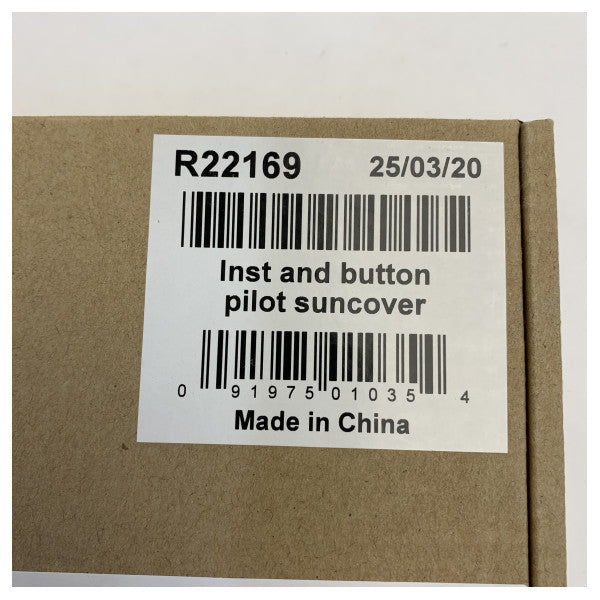 R22169 25/03/20
Inst and button
pilot suncover
0 91975 01035 4
Made in China